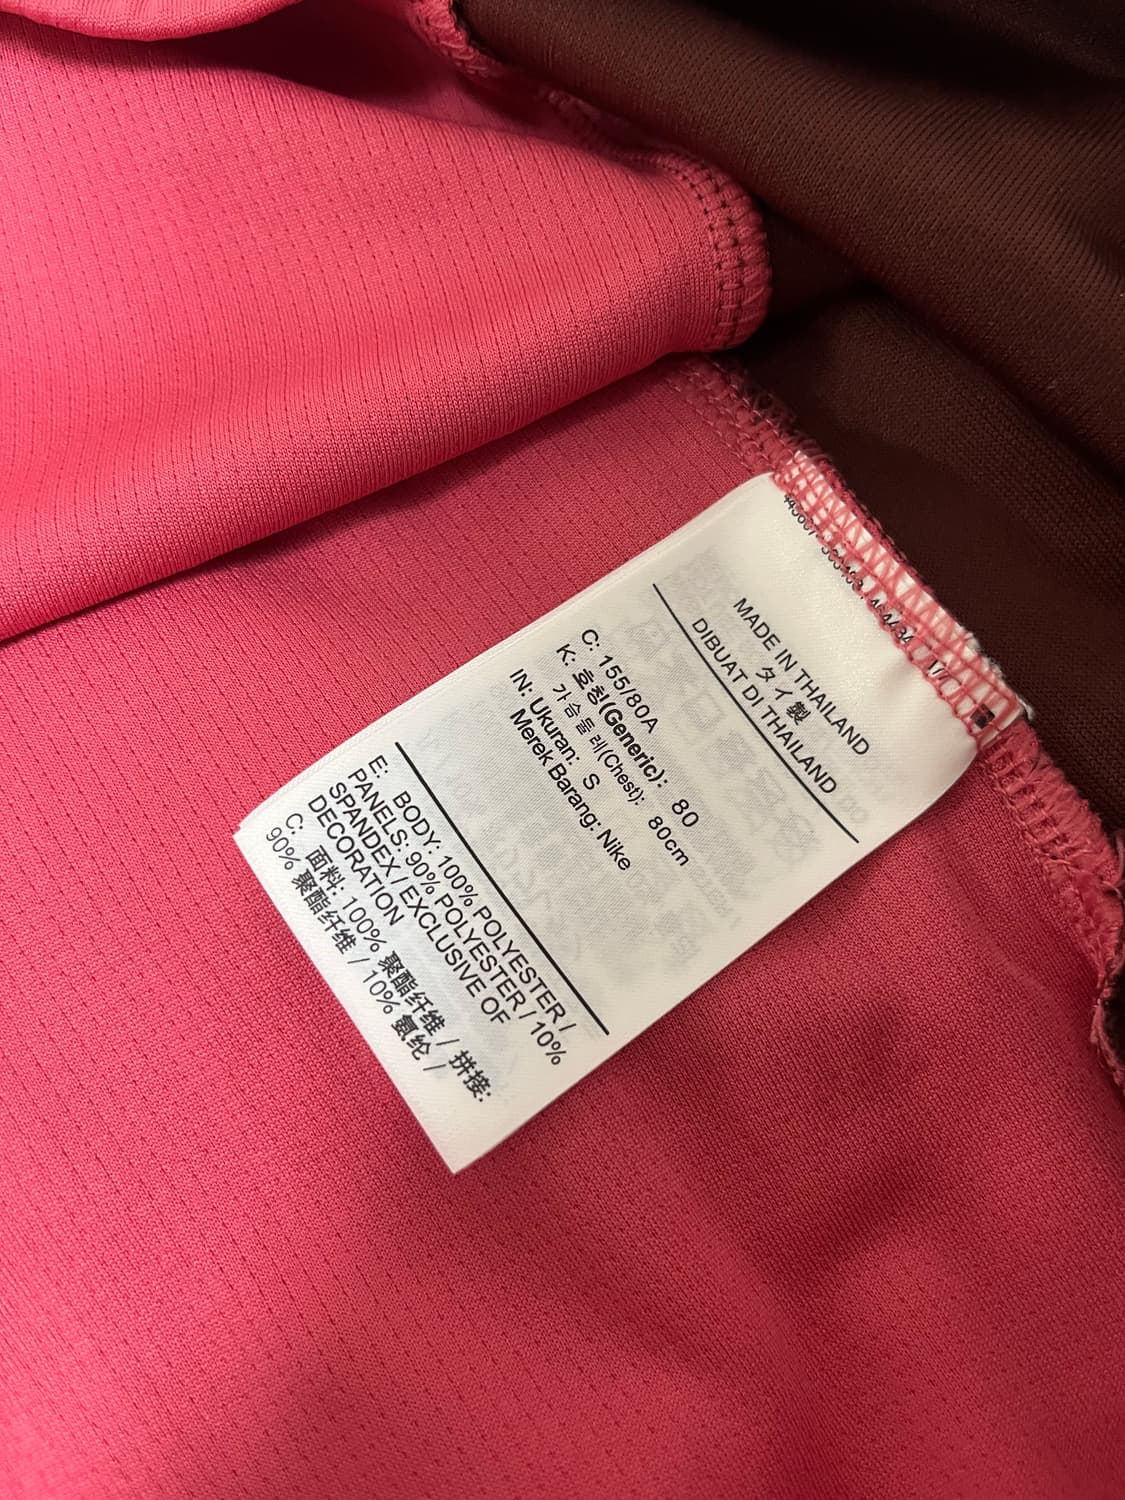 MADE IN THAILAND
タイ製
DIBUAT DI THAILAND
C: 155/80A
K: 호칭(Generic): 80
가슴둘레(Chest): 80cm
IN: Ukuran: S
Merek Barang: Nike
E: BODY: 100% POLYESTER /
PANELS: 90% POLYESTER / 10%
SPANDEX / EXCLUSIVE OF
DECORATION
C: 面料: 100% 聚酯纤维 / 拼接:
90% 聚酯纤维 / 10% 氨纶 /